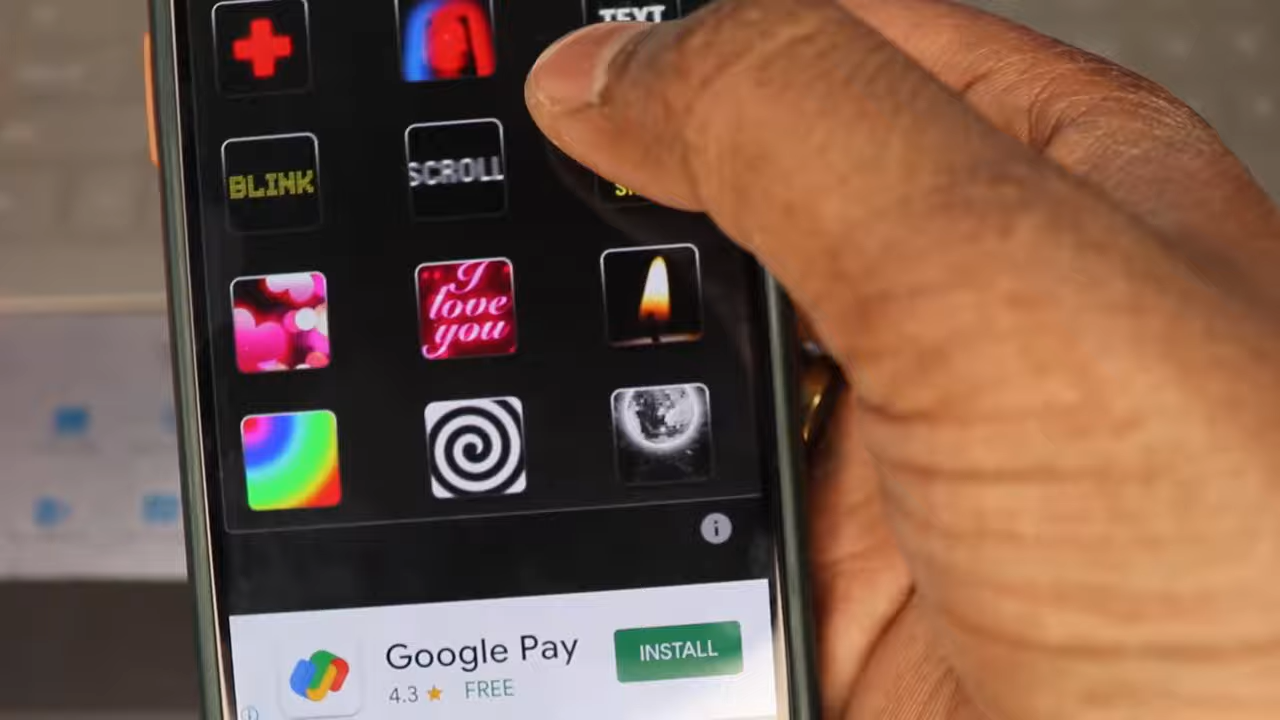 TEXT
BLINK
SCROLL
I
love
you
i
Google Pay
INSTALL
4.3 ★ FREE